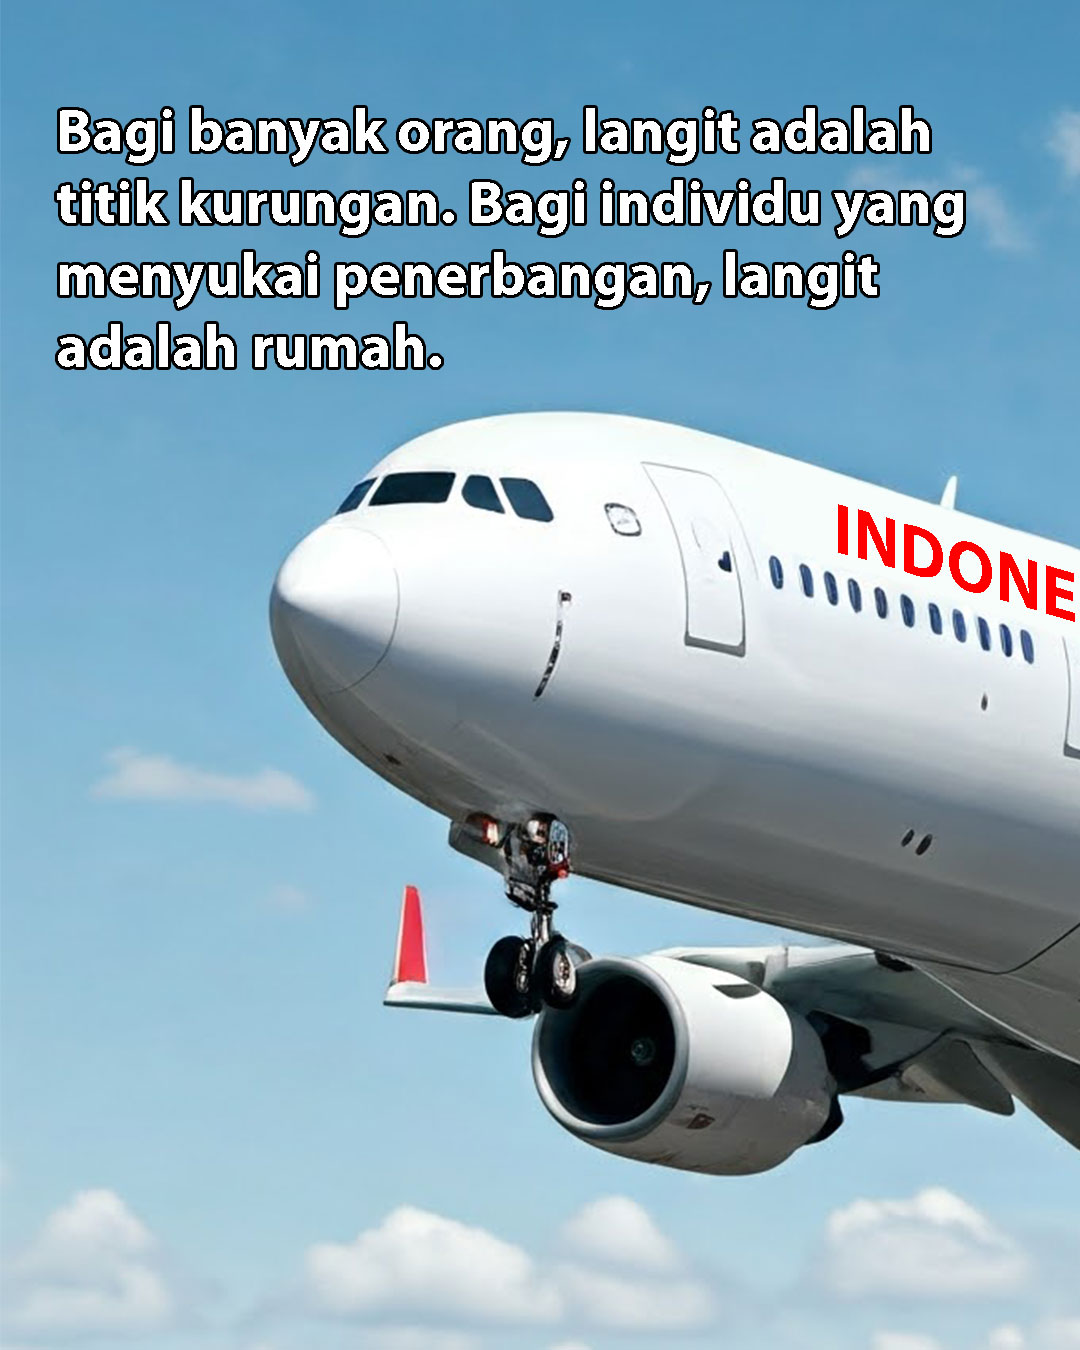 Bagi banyak orang, langit adalah
titik kurungan. Bagi individu yang
menyukai penerbangan, langit
adalah rumah.
INDONE